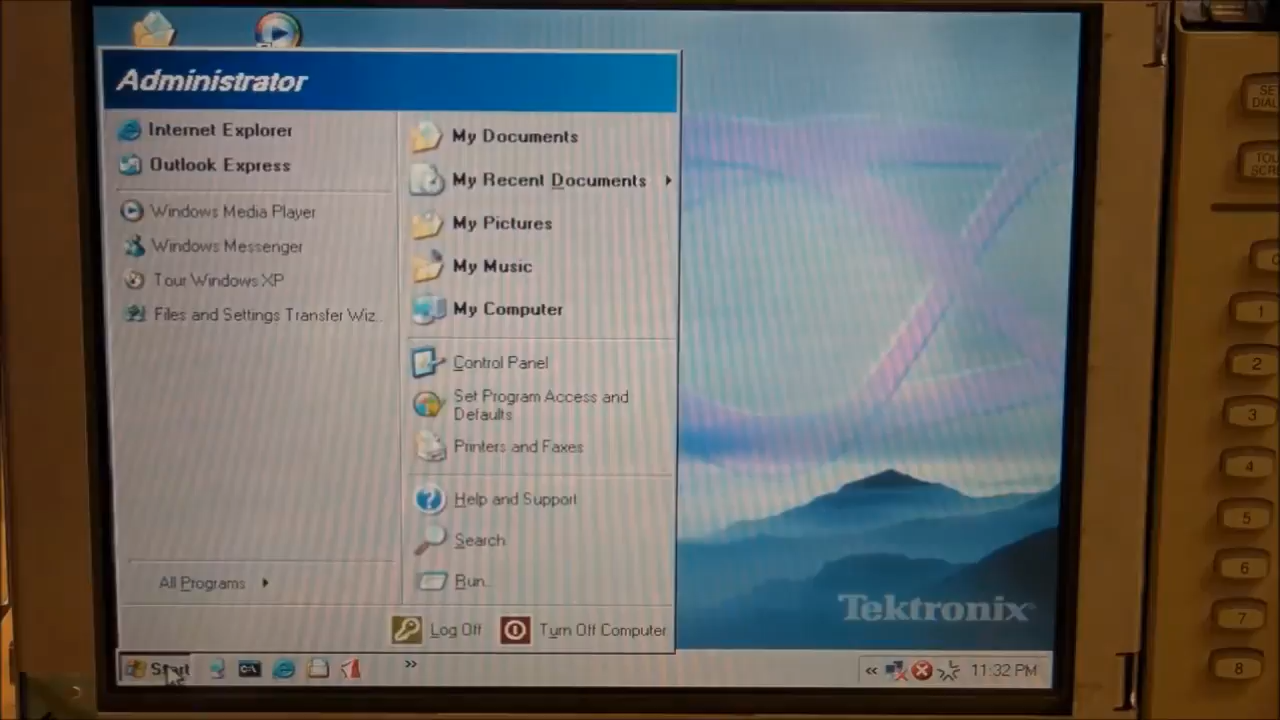 Administrator
Internet Explorer
Outlook Express
Windows Media Player
Windows Messenger
Tour Windows XP
Files and Settings Transfer Wiz...
All Programs
My Documents
My Recent Documents
My Pictures
My Music
My Computer
Control Panel
Set Program Access and
Defaults
Printers and Faxes
Help and Support
Search
Run...
Log Off
Turn Off Computer
Tektronix
Start
C:\
»
«
11:32 PM
1
2
3
4
5
6
7
8